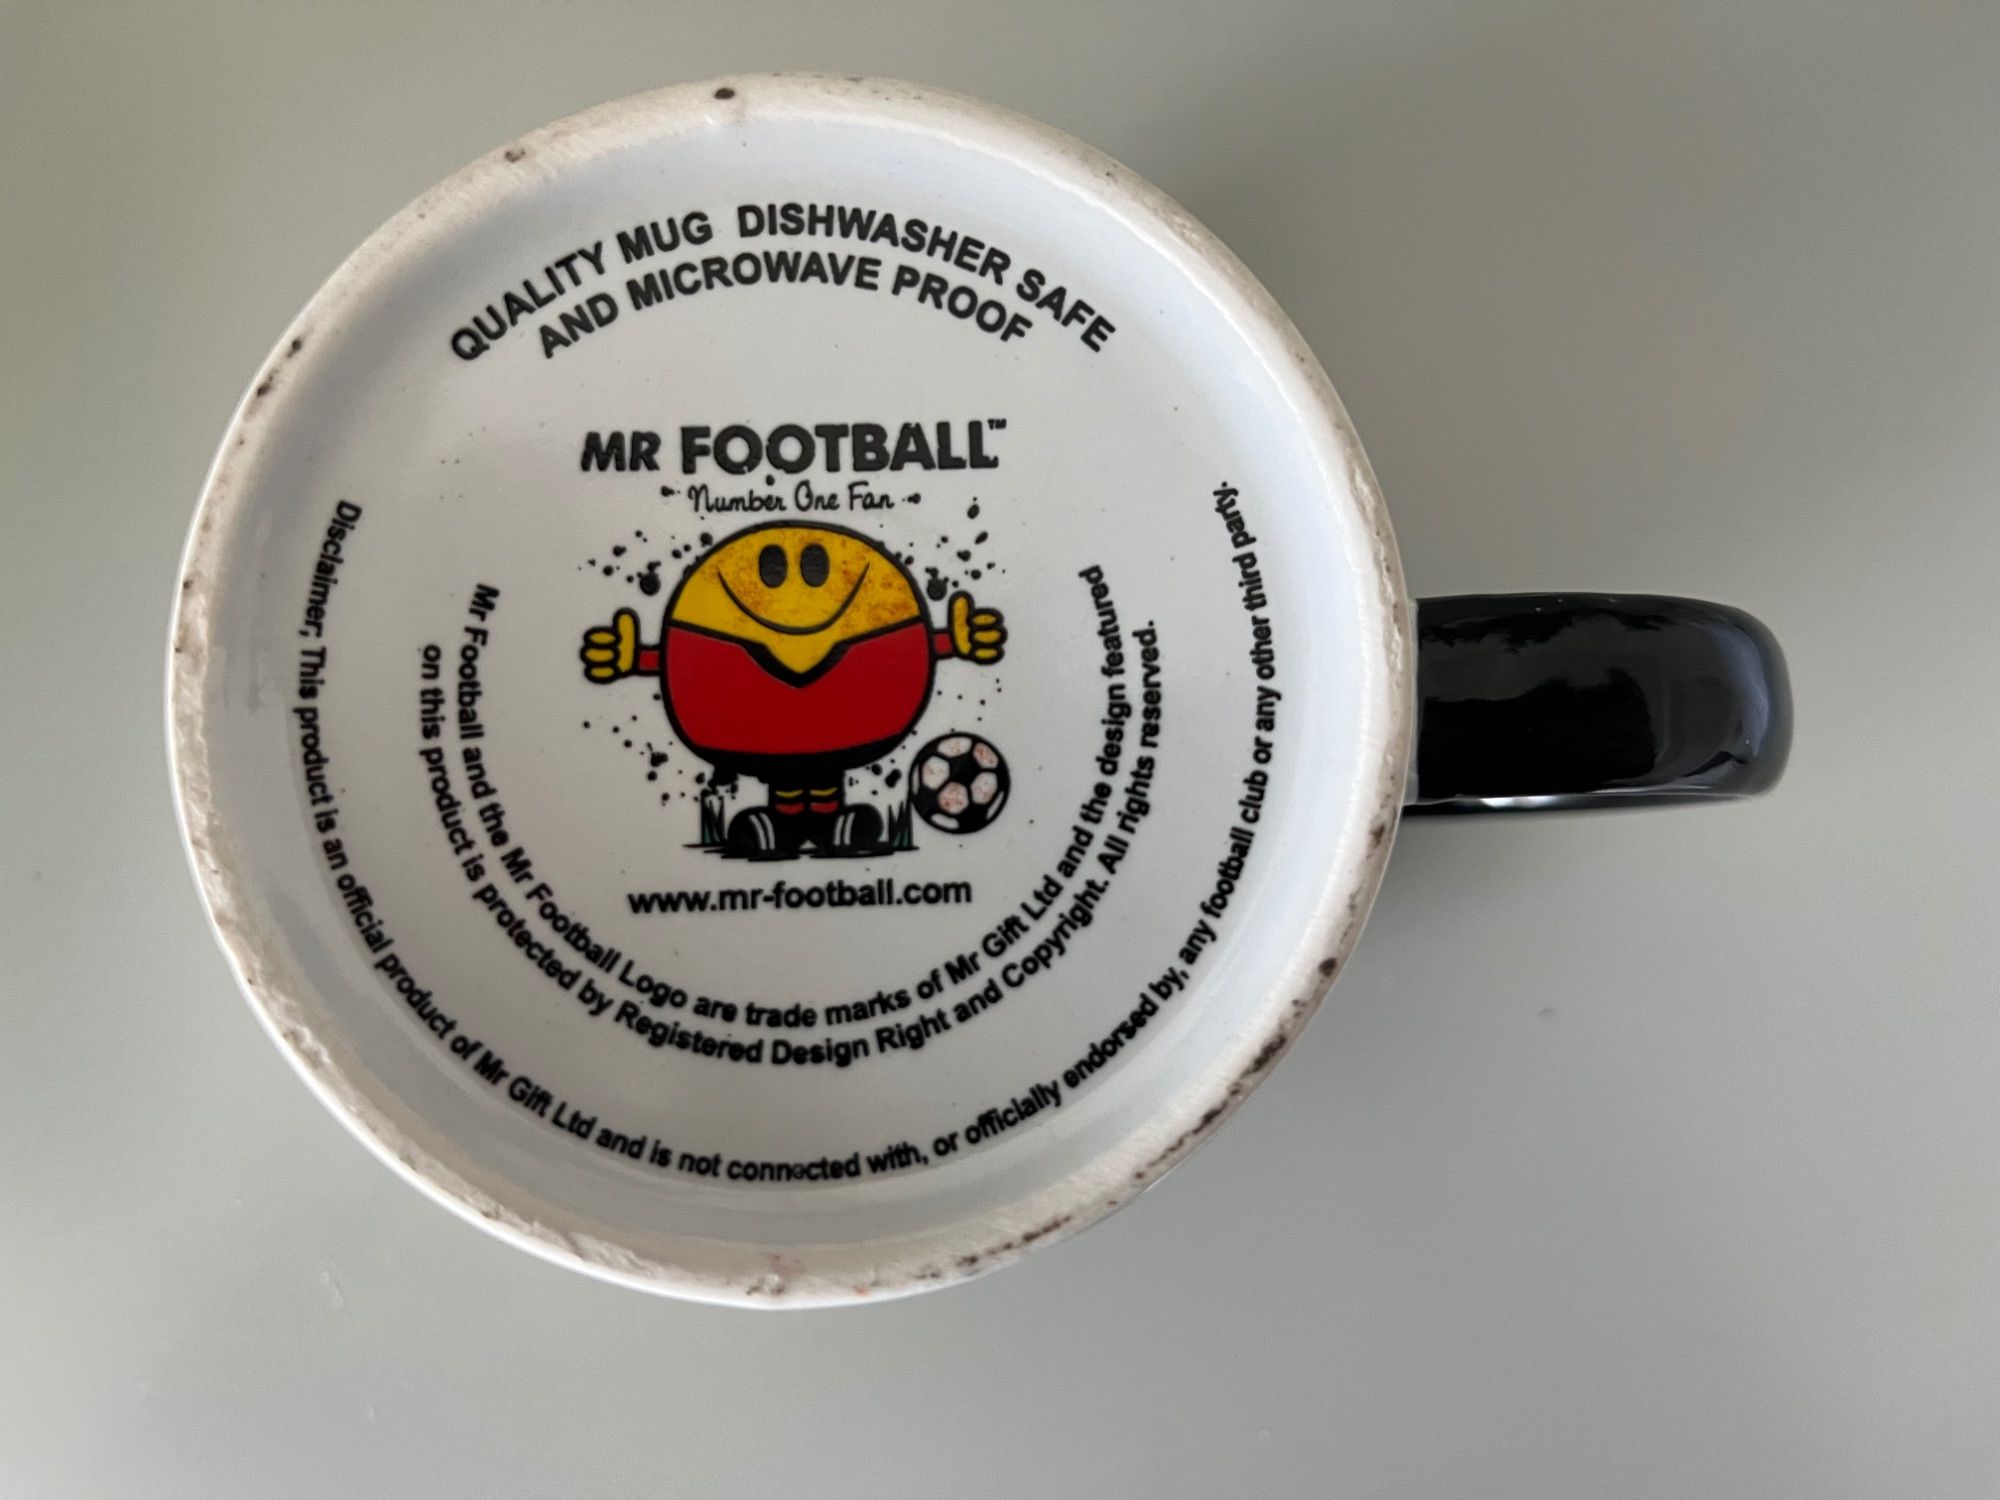 QUALITY MUG DISHWASHER SAFE
AND MICROWAVE PROOF
MR FOOTBALL™
Number One Fan
www.mr-football.com
Mr Football and the Mr Football Logo are trade marks of Mr Gift Ltd and the design featured
on this product is protected by Registered Design Right and Copyright. All rights reserved.
Disclaimer; This product is an official product of Mr Gift Ltd and is not connected with, or officially endorsed by, any football club or any other third party.